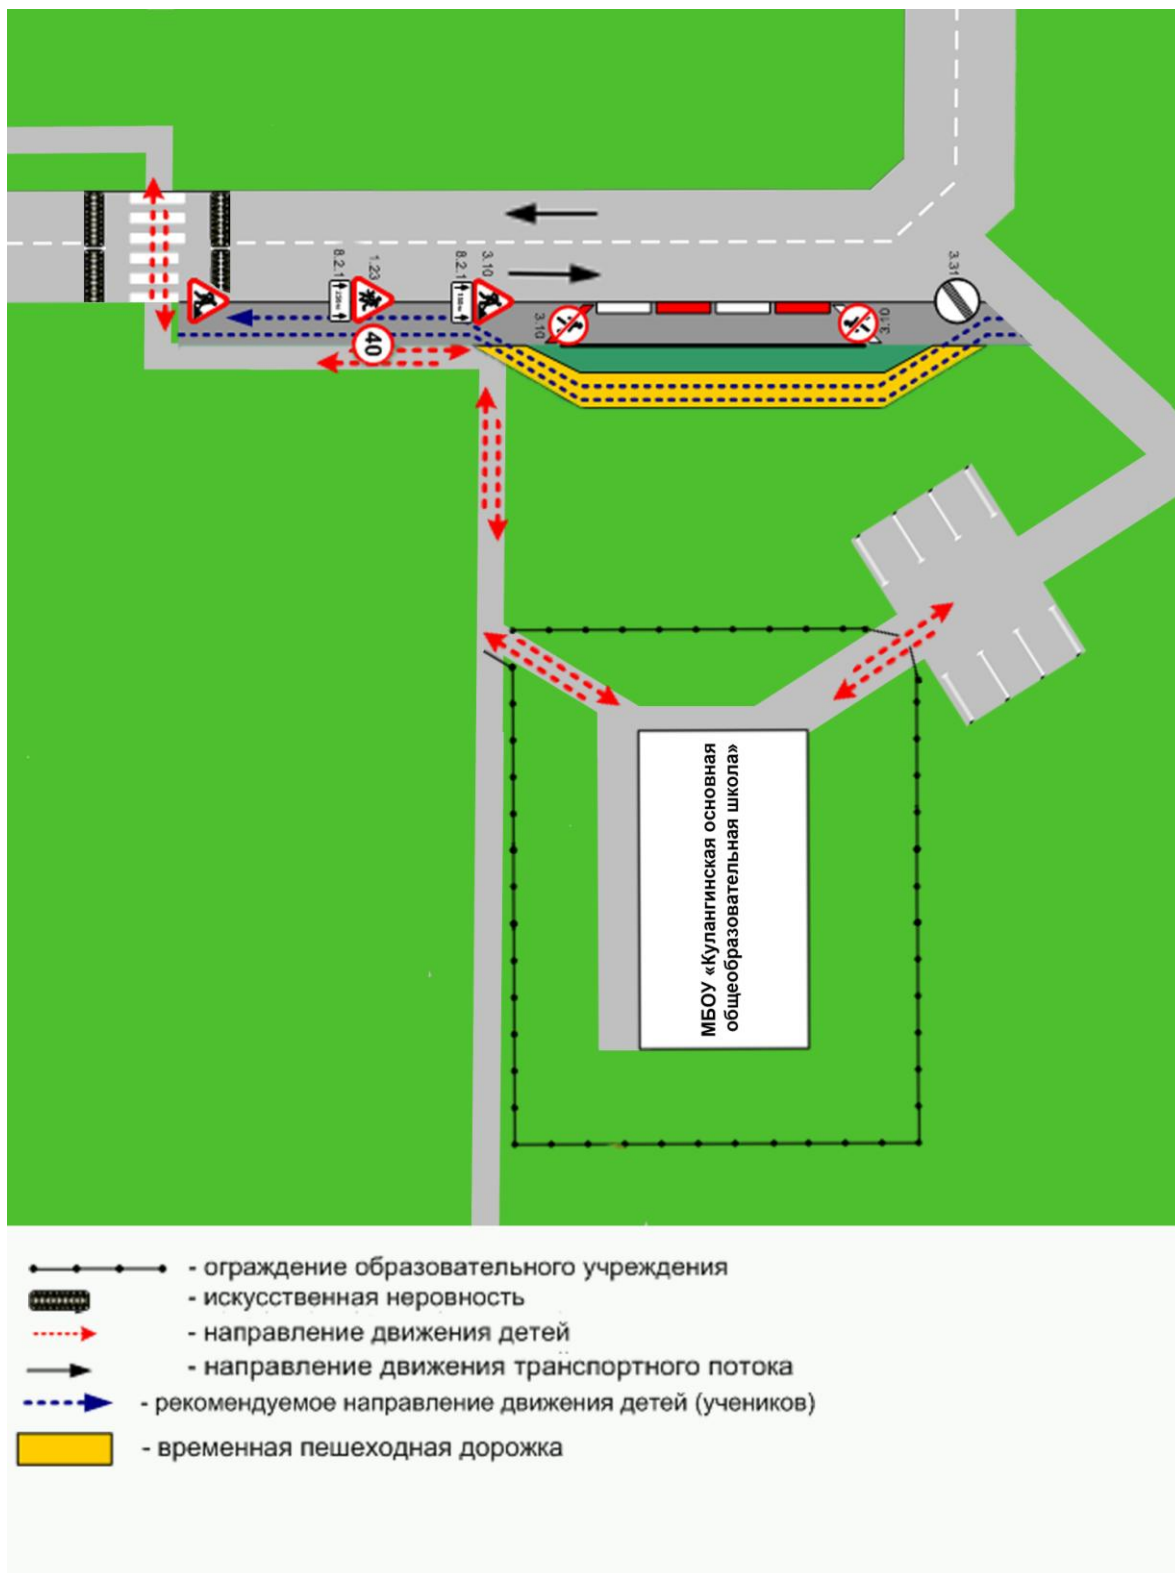 8.2.1
1.23
8.2.1
3.10
3.31
40
3.10
3.10
МБОУ «Кулангинская основная
общеобразовательная школа»
- ограждение образовательного учреждения
- искусственная неровность
- направление движения детей
- направление движения транспортного потока
- рекомендуемое направление движения детей (учеников)
- временная пешеходная дорожка